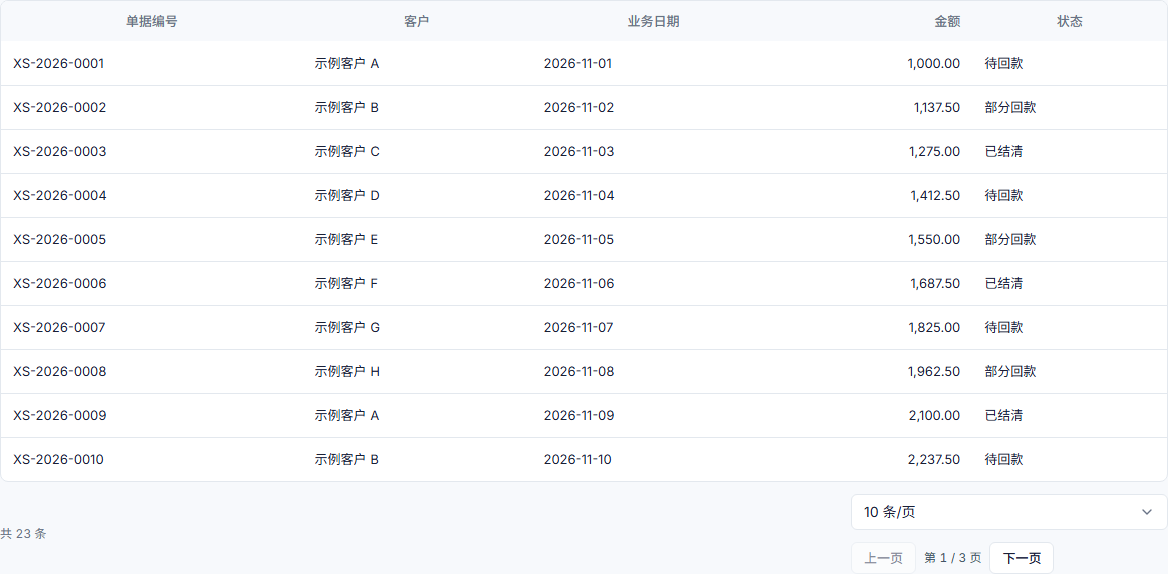 单据编号 客户 业务日期 金额 状态
XS-2026-0001 示例客户 A 2026-11-01 1,000.00 待回款
XS-2026-0002 示例客户 B 2026-11-02 1,137.50 部分回款
XS-2026-0003 示例客户 C 2026-11-03 1,275.00 已结清
XS-2026-0004 示例客户 D 2026-11-04 1,412.50 待回款
XS-2026-0005 示例客户 E 2026-11-05 1,550.00 部分回款
XS-2026-0006 示例客户 F 2026-11-06 1,687.50 已结清
XS-2026-0007 示例客户 G 2026-11-07 1,825.00 待回款
XS-2026-0008 示例客户 H 2026-11-08 1,962.50 部分回款
XS-2026-0009 示例客户 A 2026-11-09 2,100.00 已结清
XS-2026-0010 示例客户 B 2026-11-10 2,237.50 待回款
10 条/页
共 23 条
上一页 第 1 / 3 页 下一页